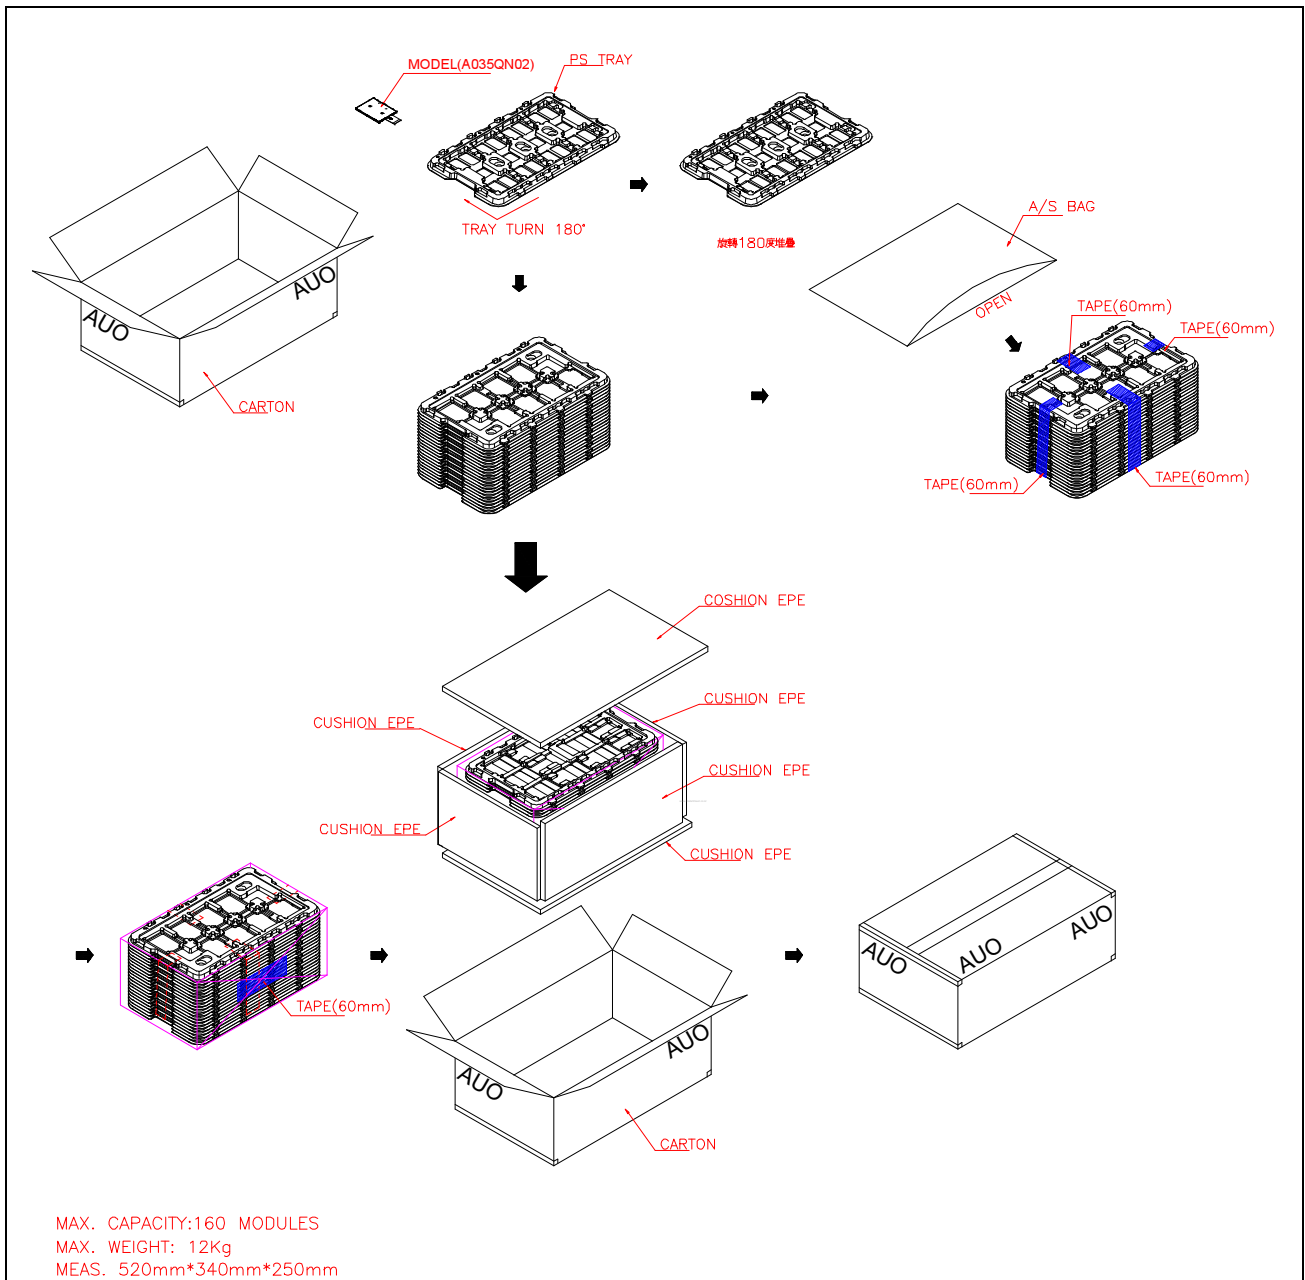 MODEL(A035QN02)
PS TRAY
TRAY TURN 180°
旋轉180度堆疊
A/S BAG
OPEN
TAPE(60mm)
TAPE(60mm)
TAPE(60mm)
TAPE(60mm)
AUO
AUO
CARTON
COSHION EPE
CUSHION EPE
CUSHION EPE
CUSHION EPE
CUSHION EPE
CUSHION EPE
TAPE(60mm)
AUO
AUO
CARTON
AUO
AUO
AUO
MAX. CAPACITY:160 MODULES
MAX. WEIGHT: 12Kg
MEAS. 520mm*340mm*250mm